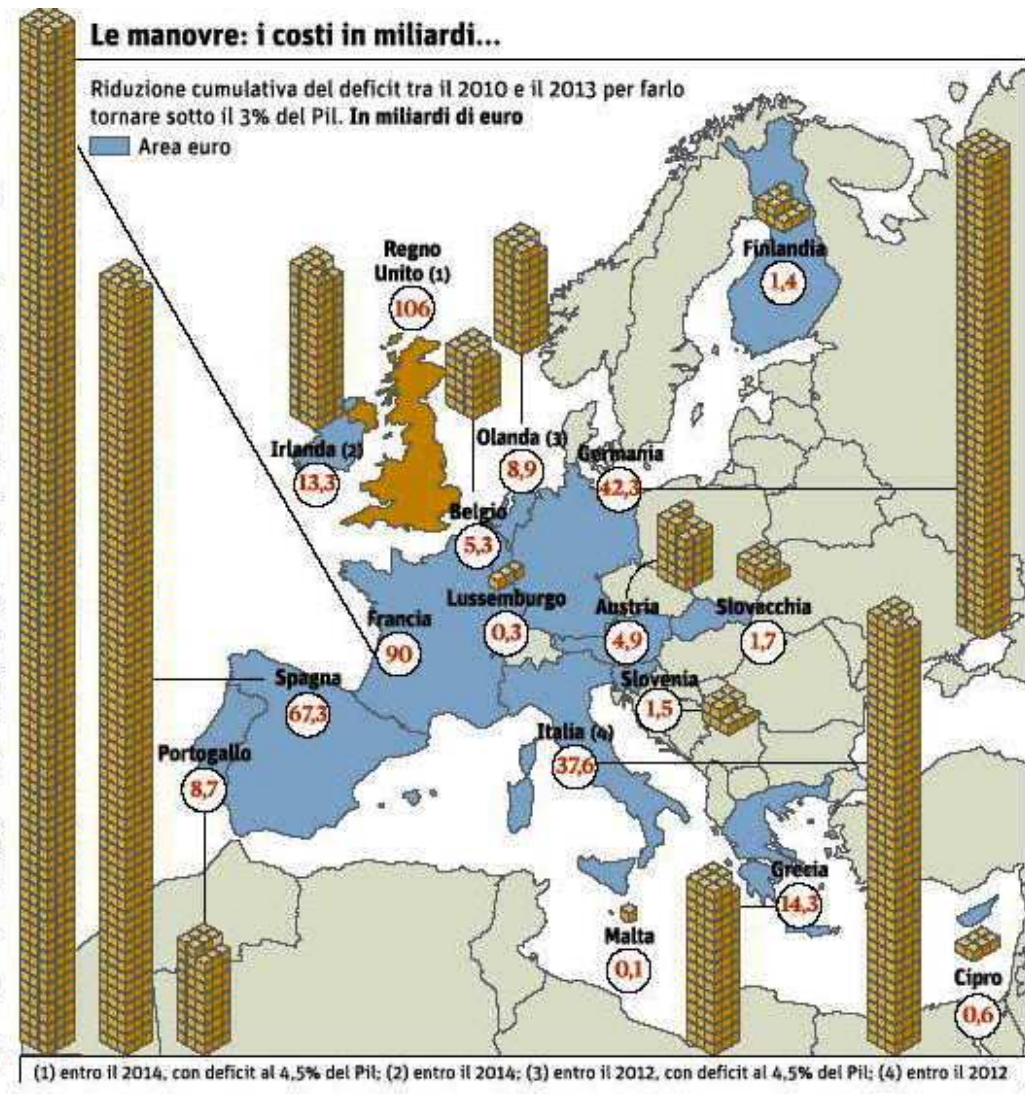 Le manovre: i costi in miliardi...
Riduzione cumulativa del deficit tra il 2010 e il 2013 per farlo
tornare sotto il 3% del Pil. In miliardi di euro
Area euro
Finlandia
1,4
Regno
Unito (1)
106
Irlanda (2)
13,3
Olanda (3)
8,9
Germania
42,3
Belgio
5,3
Lussemburgo
0,3
Austria
4,9
Slovacchia
1,7
Francia
90
Slovenia
1,5
Spagna
67,3
Italia (4)
37,6
Portogallo
8,7
Grecia
14,3
Malta
0,1
Cipro
0,6
(1) entro il 2014, con deficit al 4,5% del Pil; (2) entro il 2014; (3) entro il 2012, con deficit al 4,5% del Pil; (4) entro il 2012